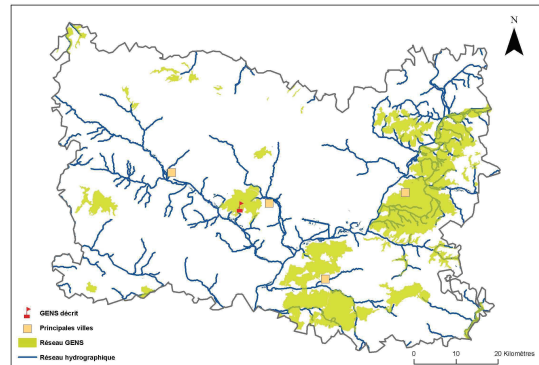 N
GENS décrit
Principales villes
Réseau GENS
Réseau hydrographique
0 10 20 Kilomètres